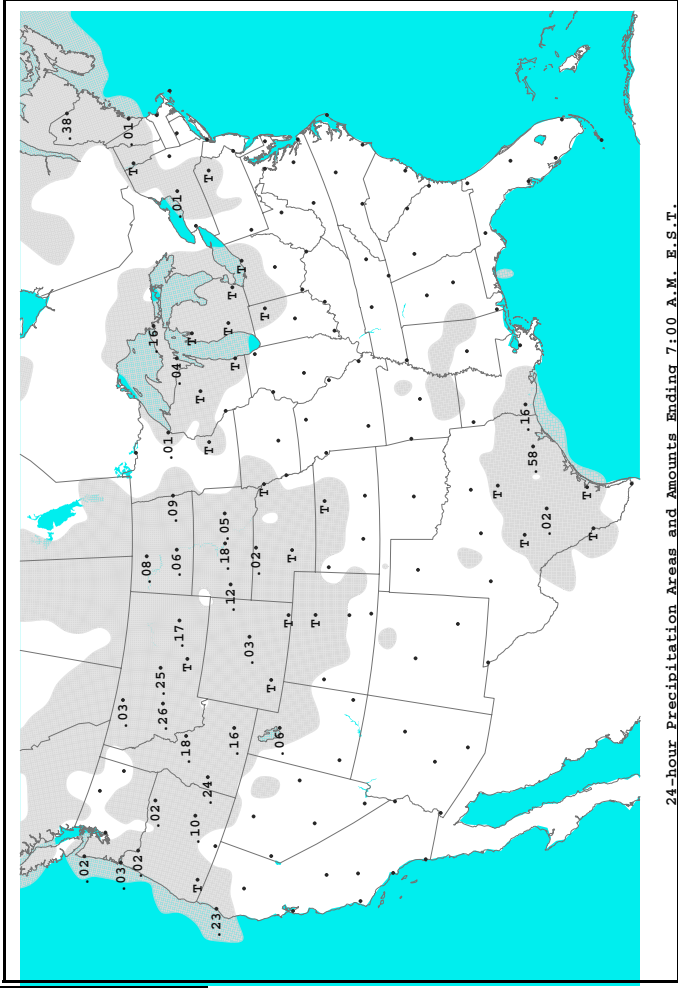 .38
.02
.03
.03
.01
T
.02
.08
.16
.02
.25
.26
.01
.09
.04
.06
.01
.17
.18
T
T
.10
T
T
.24
T
T
.23
.18
.05
T
.12
T
.16
T
T
.03
.02
T
T
T
.06
T
T
T
T
T
T
.16
.58
.02
T
T
24-hour Precipitation Areas and Amounts Ending 7:00 A.M. E.S.T.